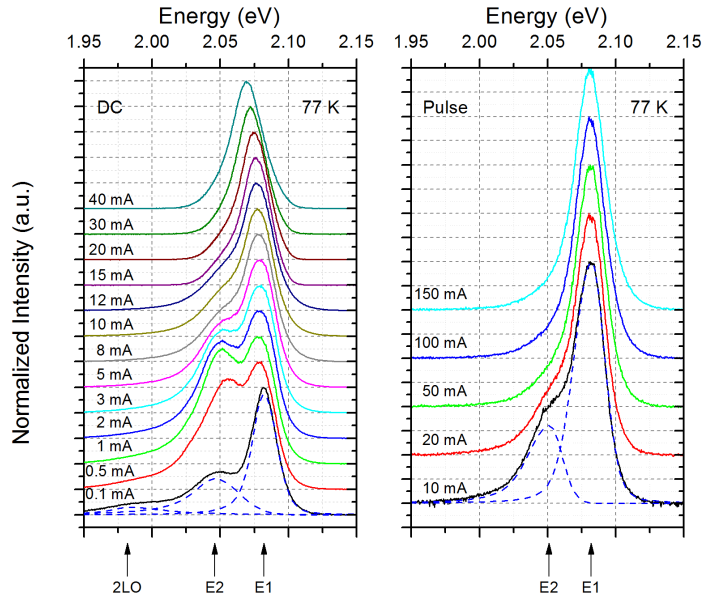 Energy (eV)
1.95 2.00 2.05 2.10 2.15
DC
77 K
40 mA
30 mA
20 mA
15 mA
12 mA
10 mA
8 mA
5 mA
3 mA
2 mA
1 mA
0.5 mA
0.1 mA
2LO
E2
E1
Normalized Intensity (a.u.)
Energy (eV)
1.95 2.00 2.05 2.10 2.15
Pulse
77 K
150 mA
100 mA
50 mA
20 mA
10 mA
E2
E1